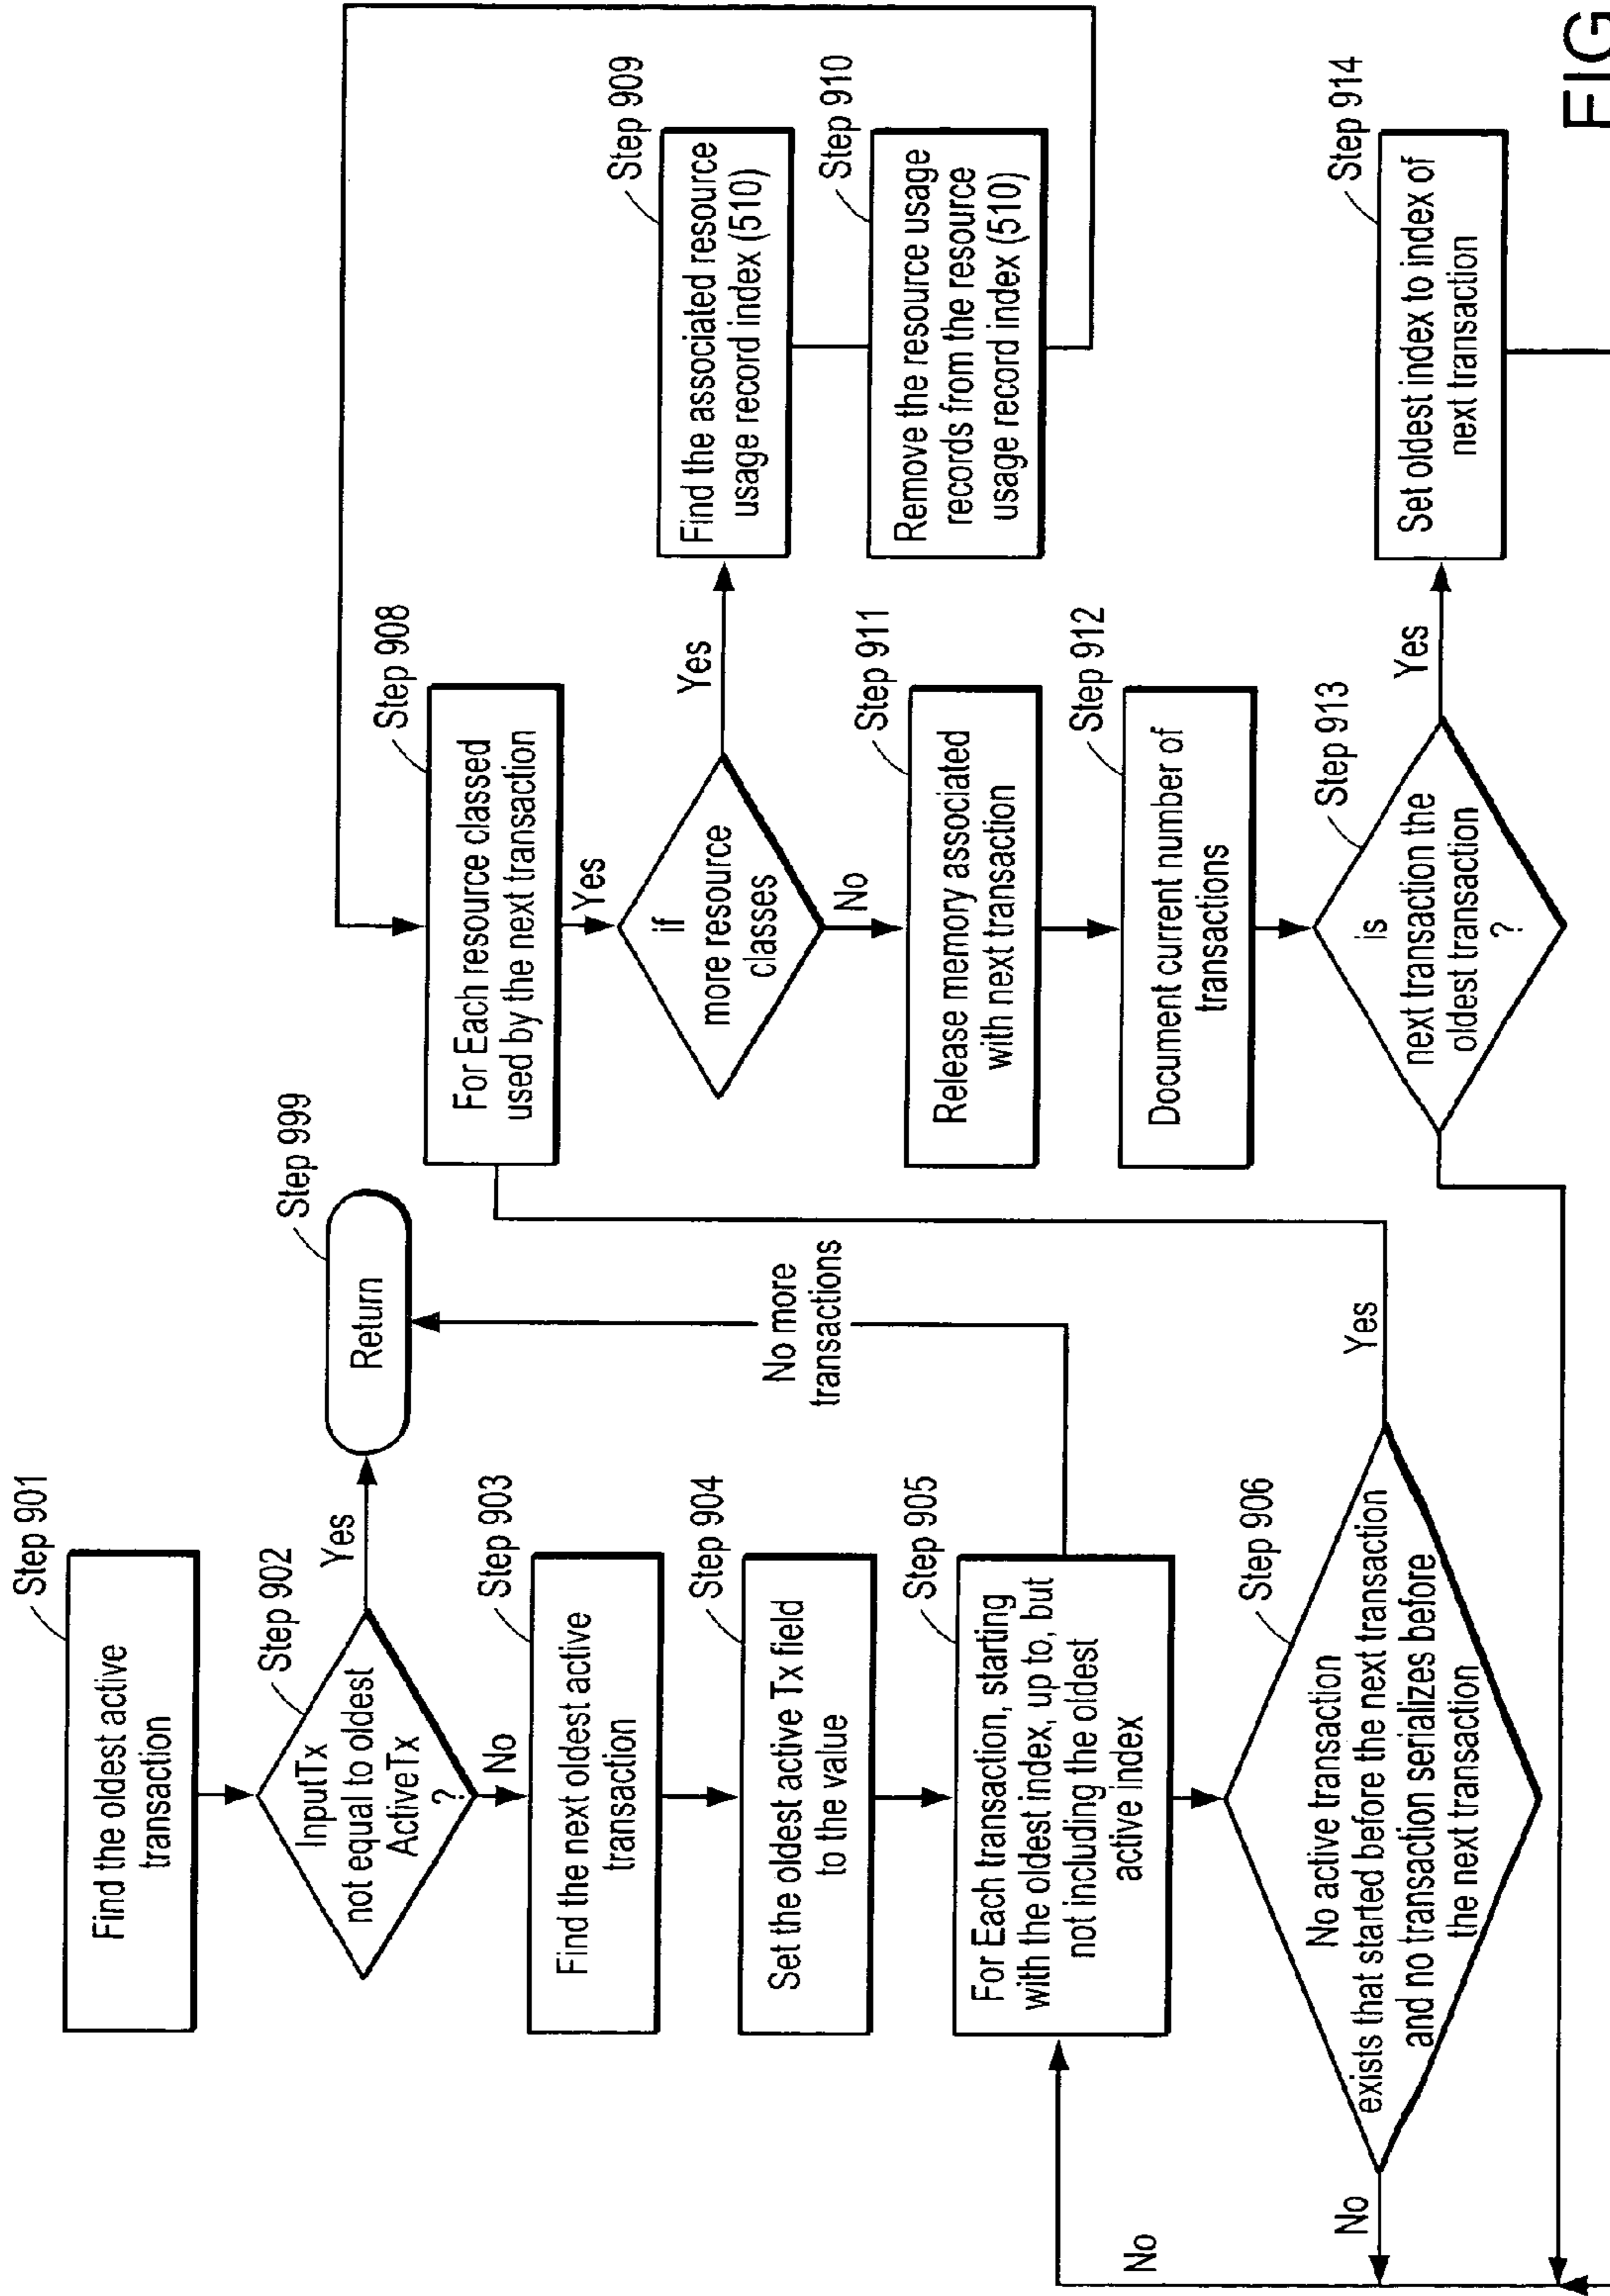 Step 901
Find the oldest active
transaction
Step 902
InputTx
not equal to oldest
ActiveTx
?
Yes
No
Step 999
Return
Step 903
Find the next oldest active
transaction
Step 904
Set the oldest active Tx field
to the value
Step 905
For Each transaction, starting
with the oldest index, up to, but
not including the oldest
active index
No more
transactions
Step 906
No active transaction
exists that started before the next transaction
and no transaction serializes before
the next transaction
Yes
No
No
Step 908
For Each resource classed
used by the next transaction
Yes
if
more resource
classes
Yes
No
Step 909
Find the associated resource
usage record index (510)
Step 910
Remove the resource usage
records from the resource
usage record index (510)
Step 911
Release memory associated
with next transaction
Step 912
Document current number of
transactions
Step 913
is
next transaction the
oldest transaction
?
Yes
Step 914
Set oldest index to index of
next transaction
FIG